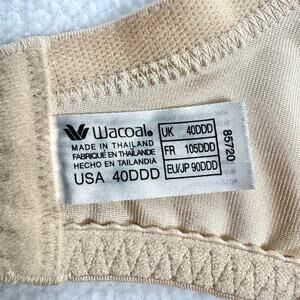 Wacoal®
MADE IN THAILAND
FABRIQUÉ EN THAÏLANDE
HECHO EN TAILANDIA
USA 40DDD
UK 40DDD
FR 105DDD
EU/JP 90DDD
85720